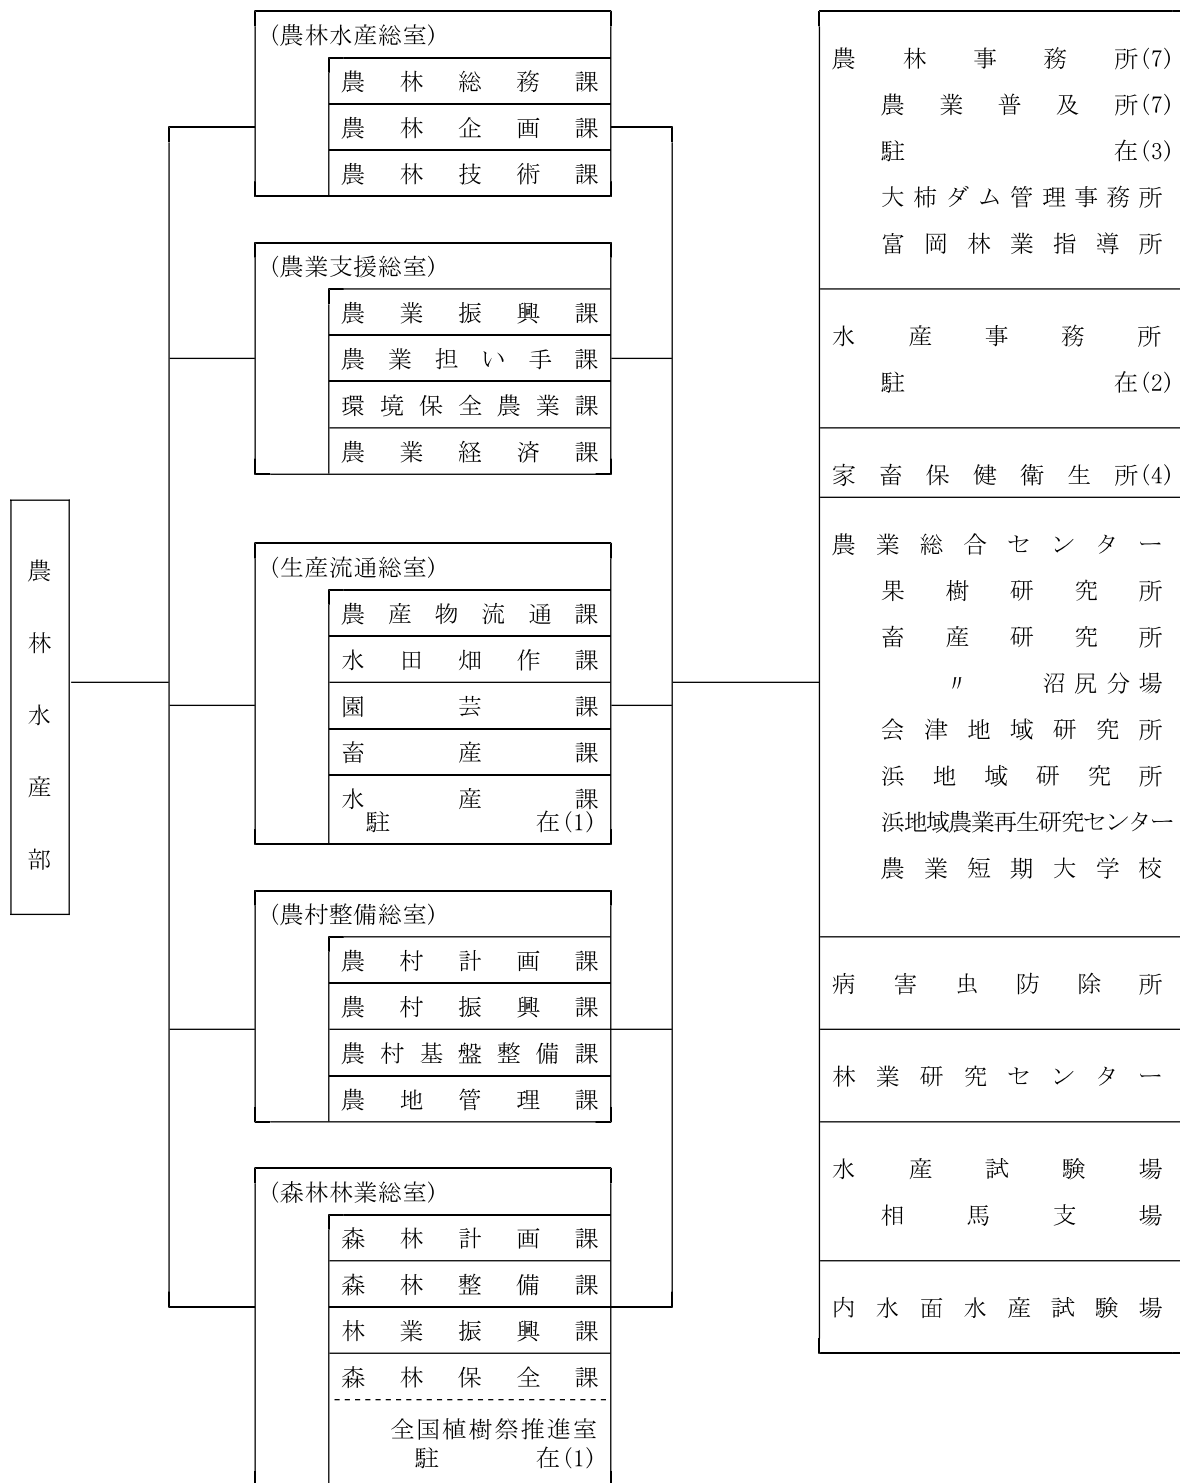 農林水産部
(農林水産総室)
農林総務課
農林企画課
農林技術課
(農業支援総室)
農業振興課
農業担い手課
環境保全農業課
農業経済課
(生産流通総室)
農産物流通課
水田畑作課
園芸課
畜産課
水産課
駐在(1)
(農村整備総室)
農村計画課
農村振興課
農村基盤整備課
農地管理課
(森林林業総室)
森林計画課
森林整備課
林業振興課
森林保全課
全国植樹祭推進室
駐在(1)
農林事務所(7)
農業普及所(7)
駐在(3)
大柿ダム管理事務所
富岡林業指導所
水産事務所
駐在(2)
家畜保健衛生所(4)
農業総合センター
果樹研究所
畜産研究所
〃 沼尻分場
会津地域研究所
浜地域研究所
浜地域農業再生研究センター
農業短期大学校
病害虫防除所
林業研究センター
水産試験場
相馬支場
内水面水産試験場